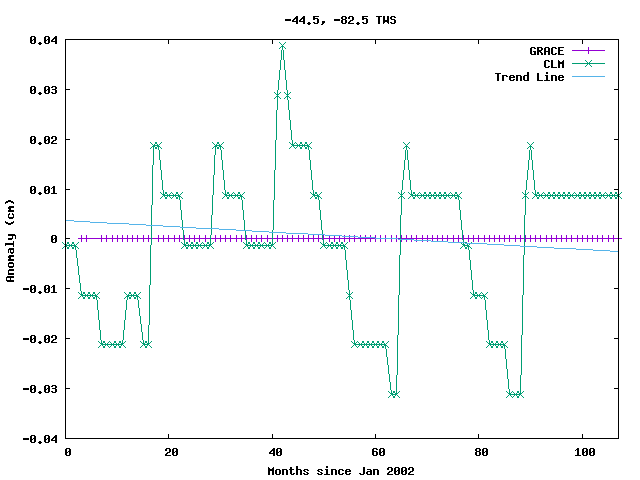 -44.5, -82.5 TWS
GRACE
CLM
Trend Line
0.04
0.03
0.02
0.01
0
-0.01
-0.02
-0.03
-0.04
Anomaly (cm)
0 20 40 60 80 100
Months since Jan 2002